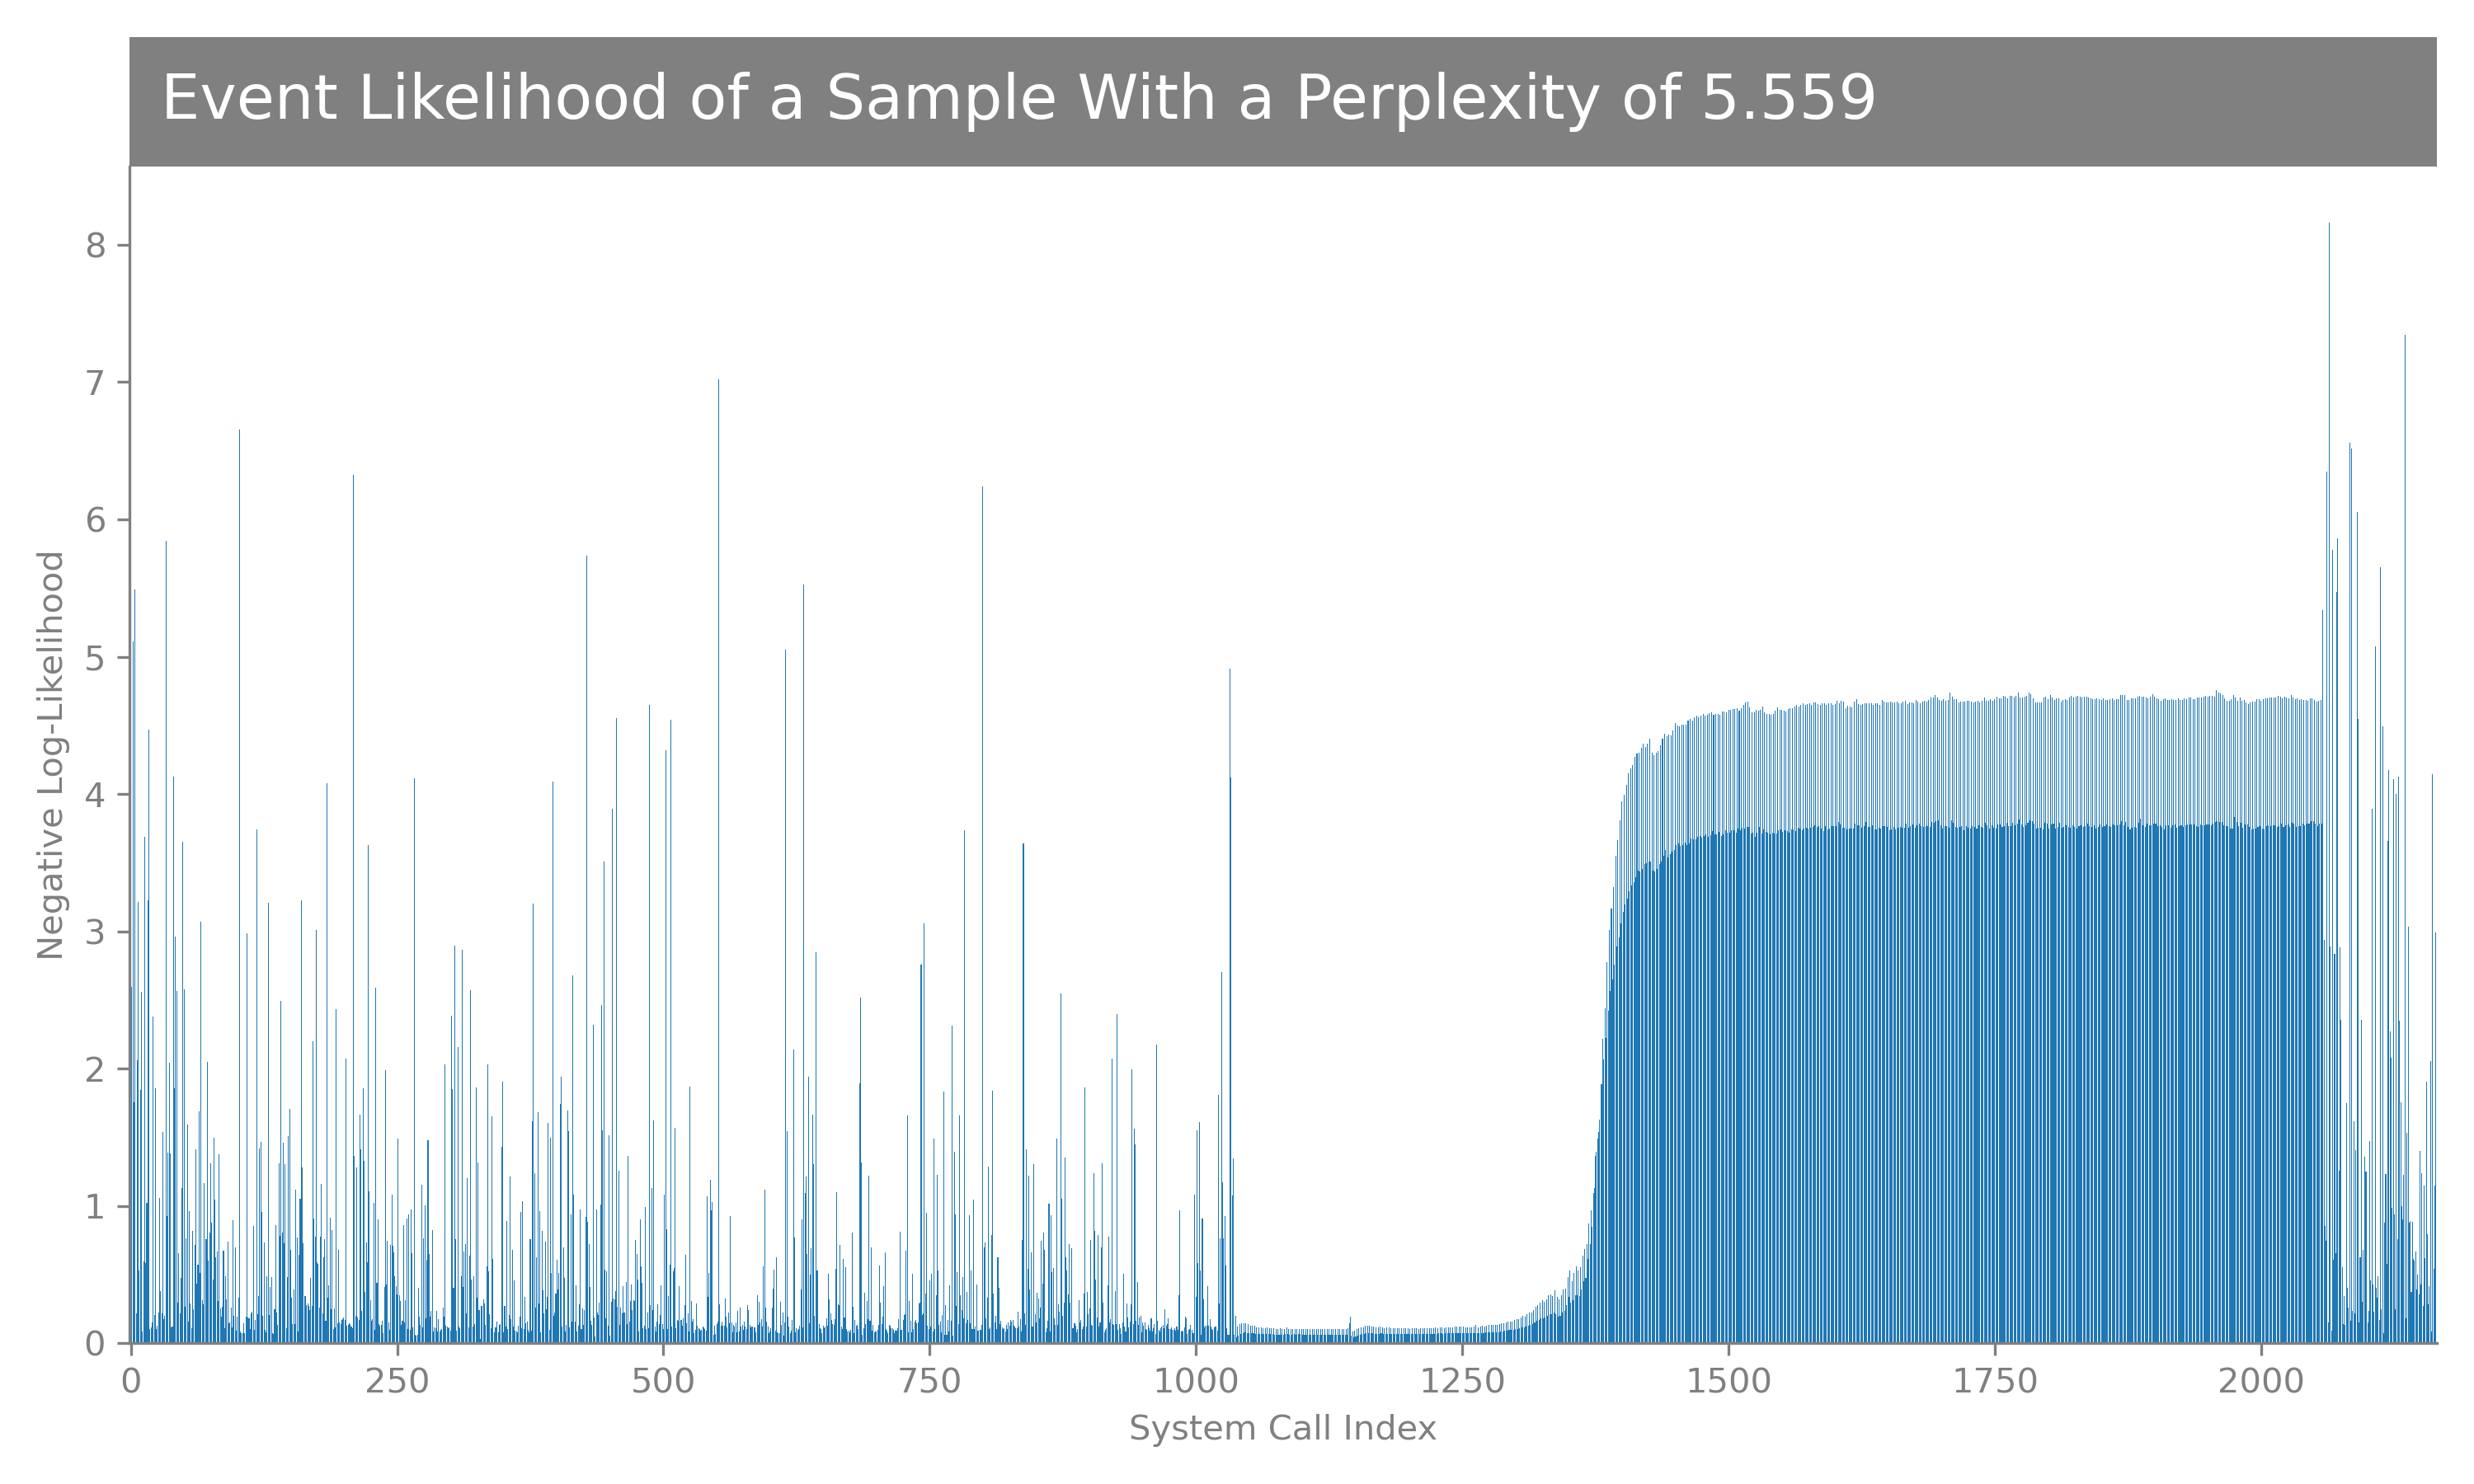 Event Likelihood of a Sample With a Perplexity of 5.559
8
7
6
5
4
3
2
1
0
Negative Log-Likelihood
0 250 500 750 1000 1250 1500 1750 2000
System Call Index